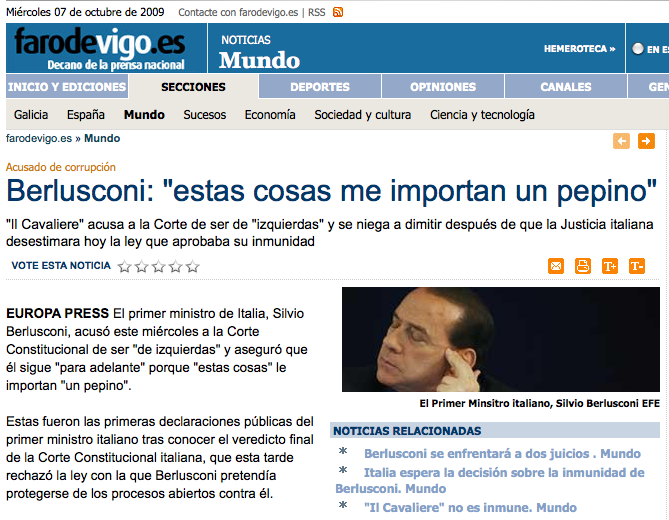 Miércoles 07 de octubre de 2009
Contacte con farodevigo.es | RSS
farodevigo.es
Decano de la prensa nacional
NOTICIAS
Mundo
HEMEROTECA »
EN ES
INICIO Y EDICIONES
SECCIONES
DEPORTES
OPINIONES
CANALES
GEN
Galicia España Mundo Sucesos Economía Sociedad y cultura Ciencia y tecnología
farodevigo.es » Mundo
Acusado de corrupción
Berlusconi: "estas cosas me importan un pepino"
"Il Cavaliere" acusa a la Corte de ser de "izquierdas" y se niega a dimitir después de que la Justicia italiana
desestimara hoy la ley que aprobaba su inmunidad
VOTE ESTA NOTICIA
T+ T-
EUROPA PRESS El primer ministro de Italia, Silvio
Berlusconi, acusó este miércoles a la Corte
Constitucional de ser "de izquierdas" y aseguró que
él sigue "para adelante" porque "estas cosas" le
importan "un pepino".
Estas fueron las primeras declaraciones públicas del
primer ministro italiano tras conocer el veredicto final
de la Corte Constitucional italiana, que esta tarde
rechazó la ley con la que Berlusconi pretendía
protegerse de los procesos abiertos contra él.
El Primer Minsitro italiano, Silvio Berlusconi EFE
NOTICIAS RELACIONADAS
* Berlusconi se enfrentará a dos juicios . Mundo
* Italia espera la decisión sobre la inmunidad de
Berlusconi. Mundo
* "Il Cavaliere" no es inmune. Mundo